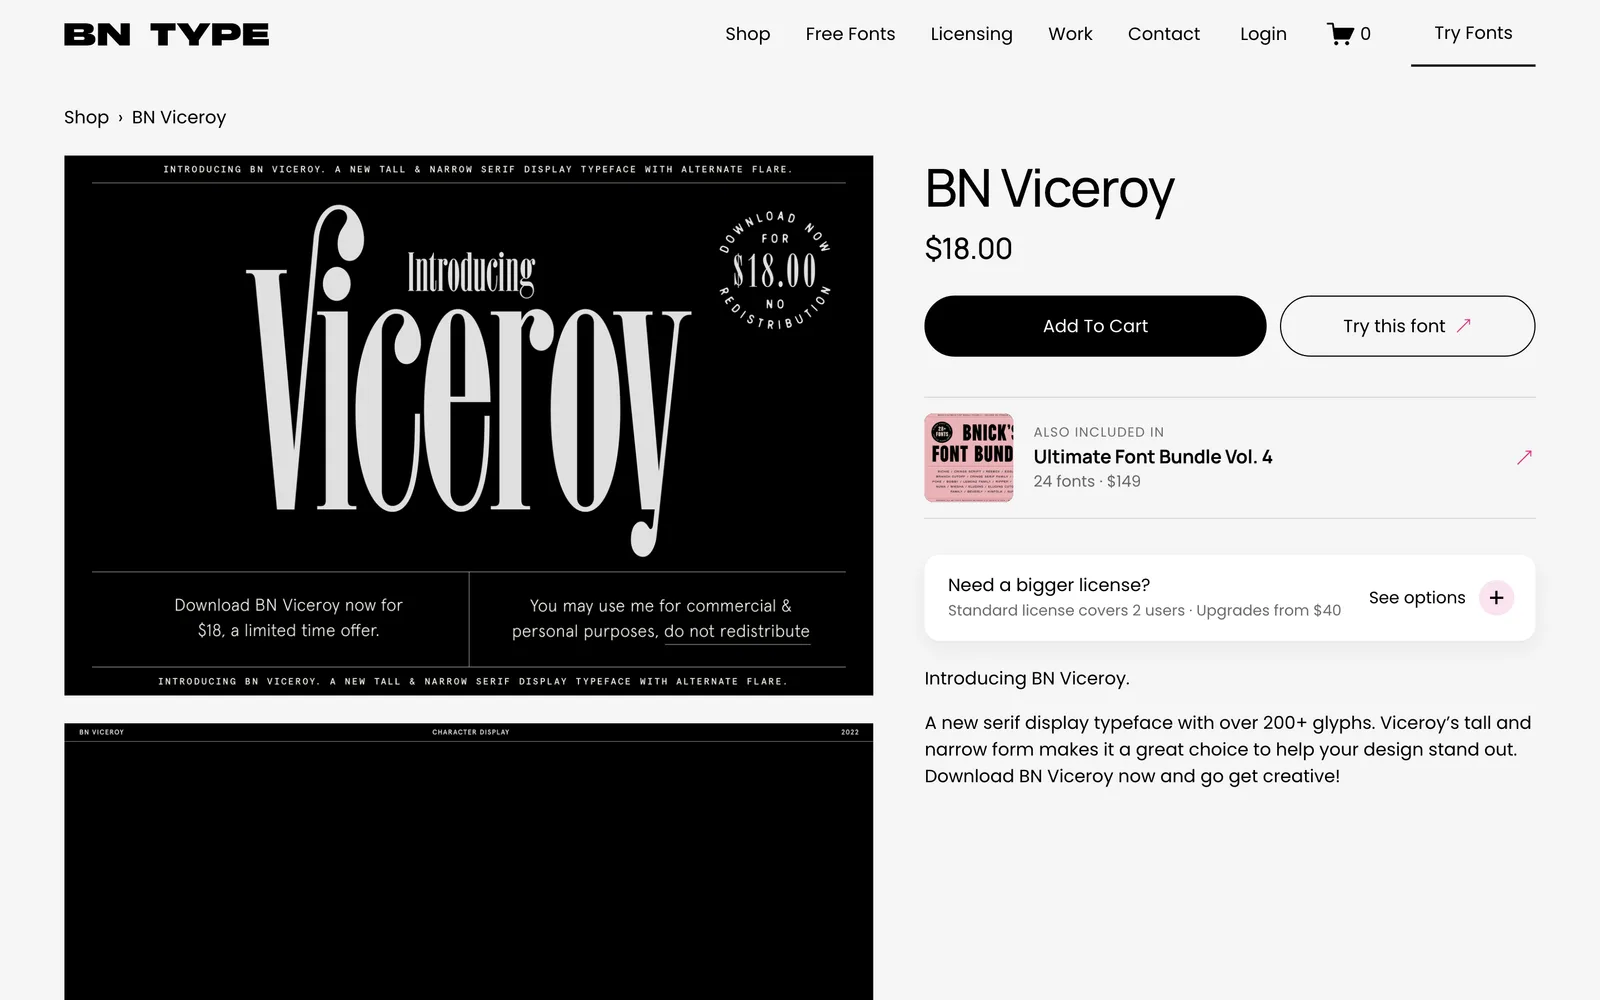 BN TYPE
Shop
Free Fonts
Licensing
Work
Contact
Login
0
Try Fonts
Shop › BN Viceroy
INTRODUCING BN VICEROY. A NEW TALL & NARROW SERIF DISPLAY TYPEFACE WITH ALTERNATE FLARE.
Introducing
Viceroy
DOWNLOAD NOW
FOR
$18.00
NO
REDISTRIBUTION
Download BN Viceroy now for
$18, a limited time offer.
You may use me for commercial &
personal purposes, do not redistribute
INTRODUCING BN VICEROY. A NEW TALL & NARROW SERIF DISPLAY TYPEFACE WITH ALTERNATE FLARE.
BN VICEROY
CHARACTER DISPLAY
2022
BN Viceroy
$18.00
Add To Cart
Try this font
BNICK'S
FONT BUND
ALSO INCLUDED IN
Ultimate Font Bundle Vol. 4
24 fonts · $149
Need a bigger license?
Standard license covers 2 users · Upgrades from $40
See options
Introducing BN Viceroy.
A new serif display typeface with over 200+ glyphs. Viceroy’s tall and
narrow form makes it a great choice to help your design stand out.
Download BN Viceroy now and go get creative!